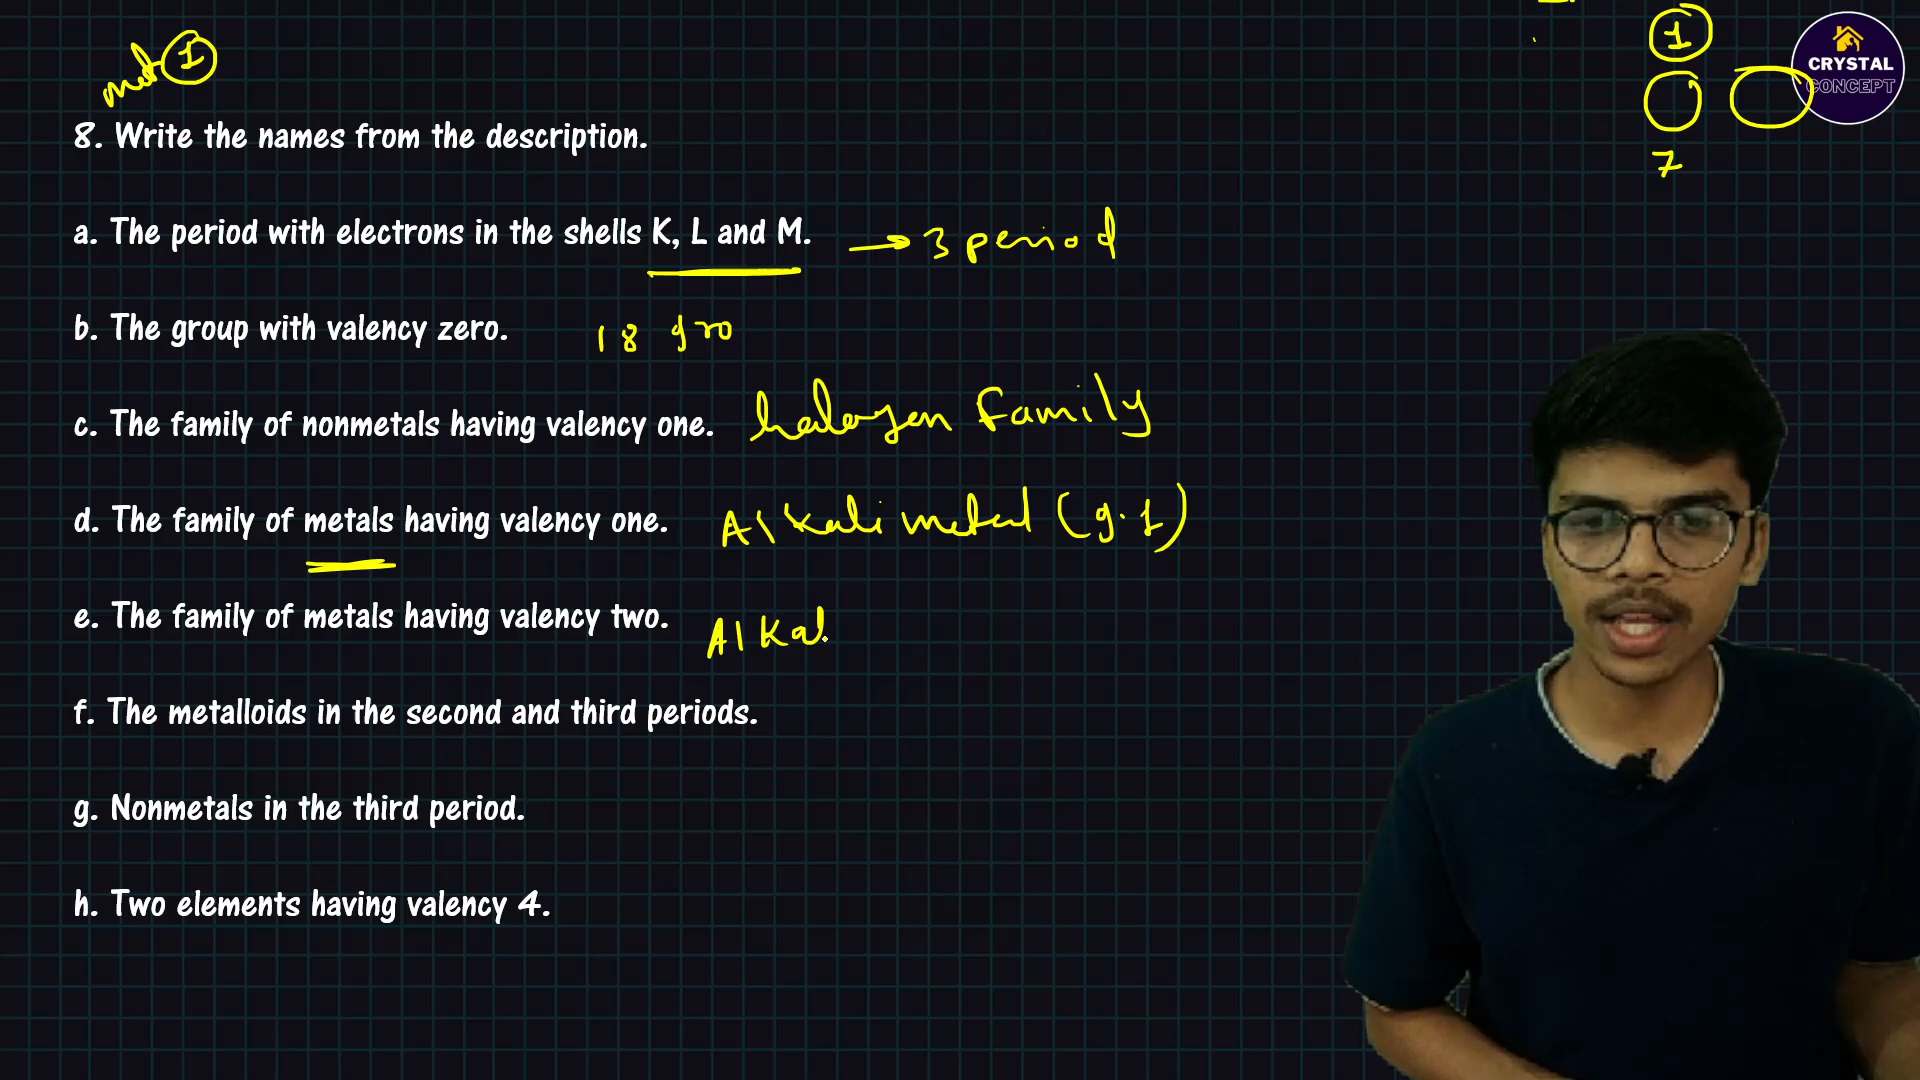 met 1
1
CRYSTAL
CONCEPT
7
8. Write the names from the description.
a. The period with electrons in the shells K, L and M. → 3 period
b. The group with valency zero. 18 gro
c. The family of nonmetals having valency one. halogen family
d. The family of metals having valency one. Alkali metal (g.1)
e. The family of metals having valency two. Alkal
f. The metalloids in the second and third periods.
g. Nonmetals in the third period.
h. Two elements having valency 4.